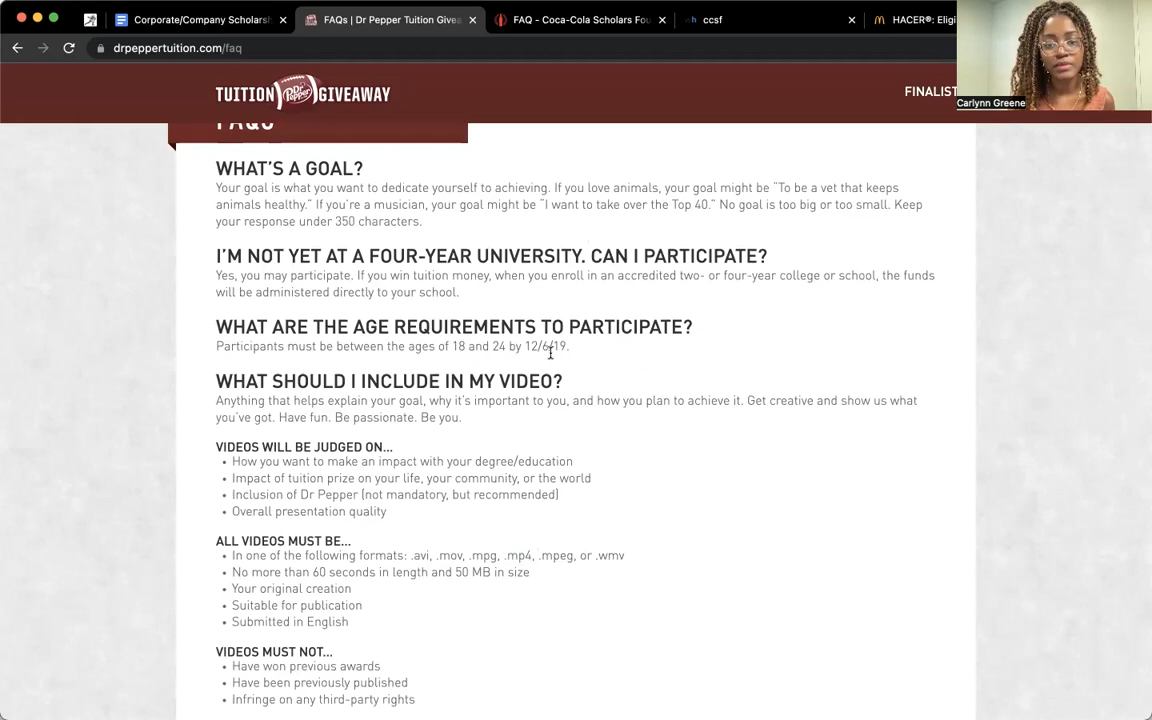 Corporate/Company Scholarsh
FAQs | Dr Pepper Tuition Givea
FAQ - Coca-Cola Scholars Fou
wh ccsf
HACER®: Eligi
drpeppertuition.com/faq
TUITION Dr Pepper GIVEAWAY
FINALIST
Carlynn Greene
FAQS
WHAT'S A GOAL?
Your goal is what you want to dedicate yourself to achieving. If you love animals, your goal might be "To be a vet that keeps
animals healthy." If you're a musician, your goal might be "I want to take over the Top 40." No goal is too big or too small. Keep
your response under 350 characters.
I'M NOT YET AT A FOUR-YEAR UNIVERSITY. CAN I PARTICIPATE?
Yes, you may participate. If you win tuition money, when you enroll in an accredited two- or four-year college or school, the funds
will be administered directly to your school.
WHAT ARE THE AGE REQUIREMENTS TO PARTICIPATE?
Participants must be between the ages of 18 and 24 by 12/6/19.
WHAT SHOULD I INCLUDE IN MY VIDEO?
Anything that helps explain your goal, why it's important to you, and how you plan to achieve it. Get creative and show us what
you've got. Have fun. Be passionate. Be you.
VIDEOS WILL BE JUDGED ON...
• How you want to make an impact with your degree/education
• Impact of tuition prize on your life, your community, or the world
• Inclusion of Dr Pepper (not mandatory, but recommended)
• Overall presentation quality
ALL VIDEOS MUST BE...
• In one of the following formats: .avi, .mov, .mpg, .mp4, .mpeg, or .wmv
• No more than 60 seconds in length and 50 MB in size
• Your original creation
• Suitable for publication
• Submitted in English
VIDEOS MUST NOT...
• Have won previous awards
• Have been previously published
• Infringe on any third-party rights